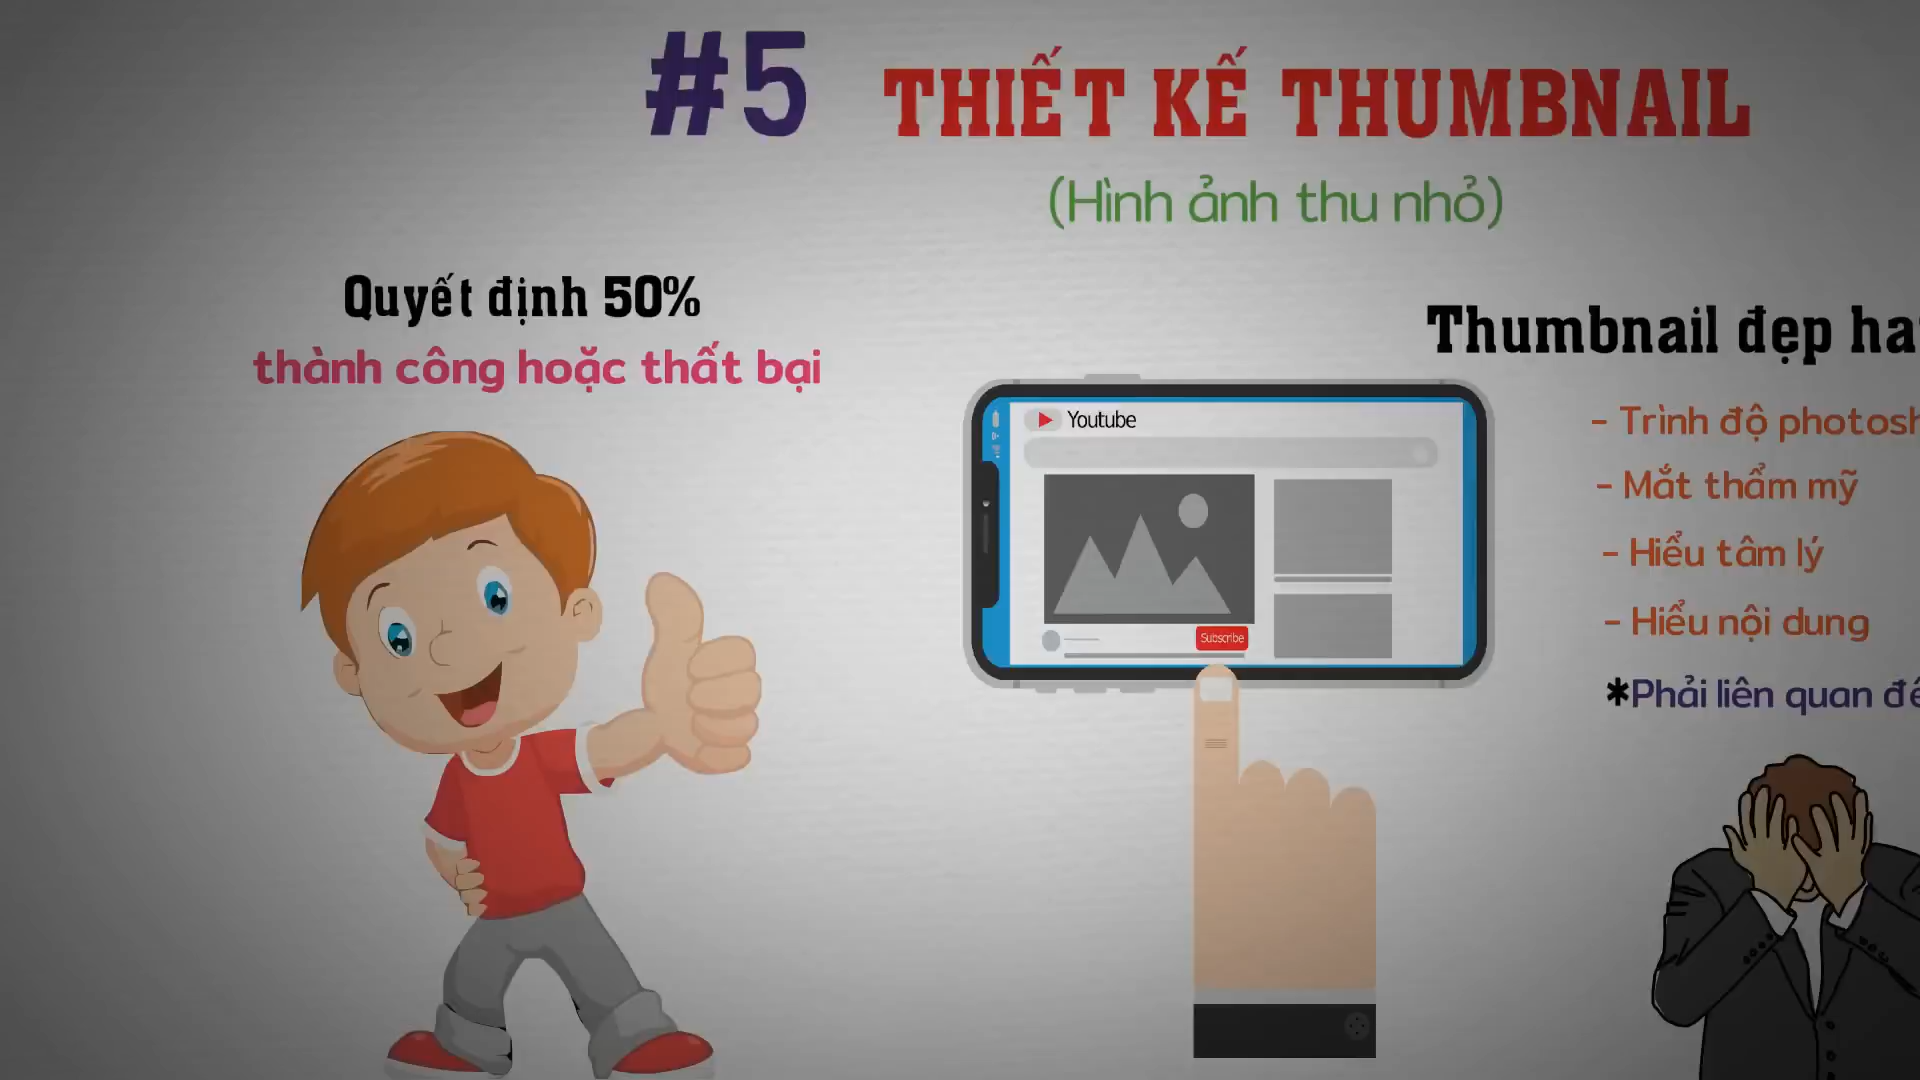 #5 THIẾT KẾ THUMBNAIL
(Hình ảnh thu nhỏ)
Quyết định 50%
thành công hoặc thất bại
Youtube
Subscribe
Thumbnail đẹp
- Trình độ
- Mắt thẩm mỹ
- Hiểu tâm lý
- Hiểu nội dung
*Phải liên quan